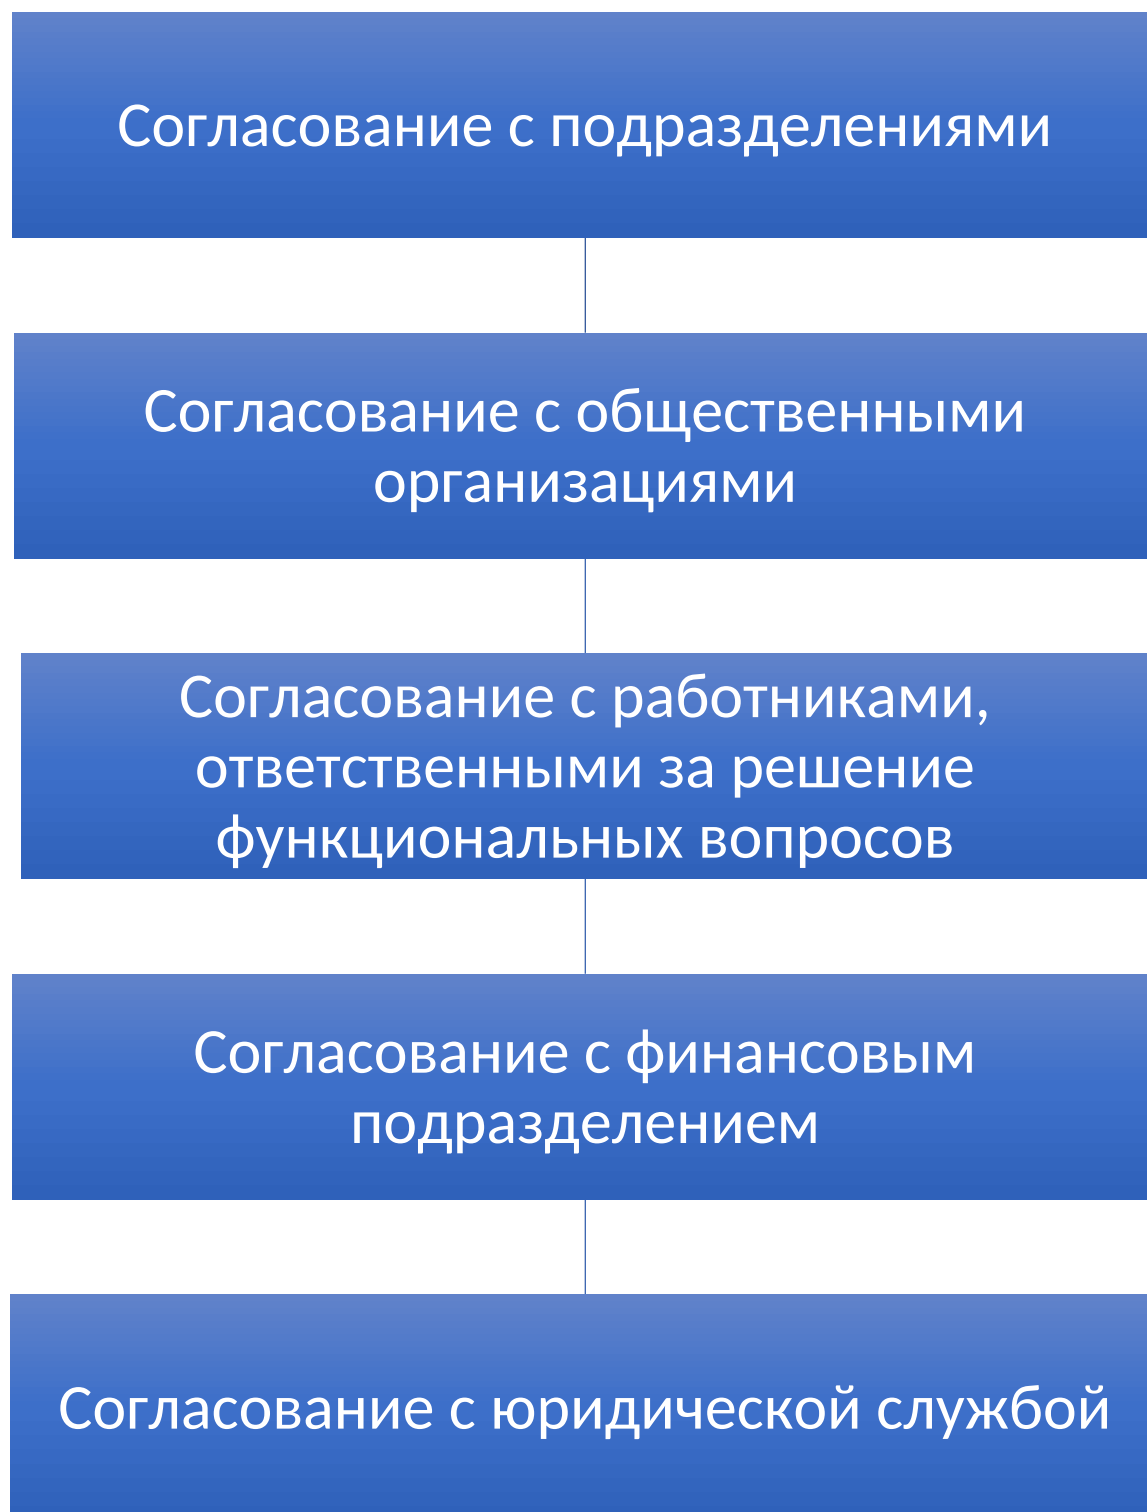 Согласование с подразделениями
Согласование с общественными
организациями
Согласование с работниками,
ответственными за решение
функциональных вопросов
Согласование с финансовым
подразделением
Согласование с юридической службой